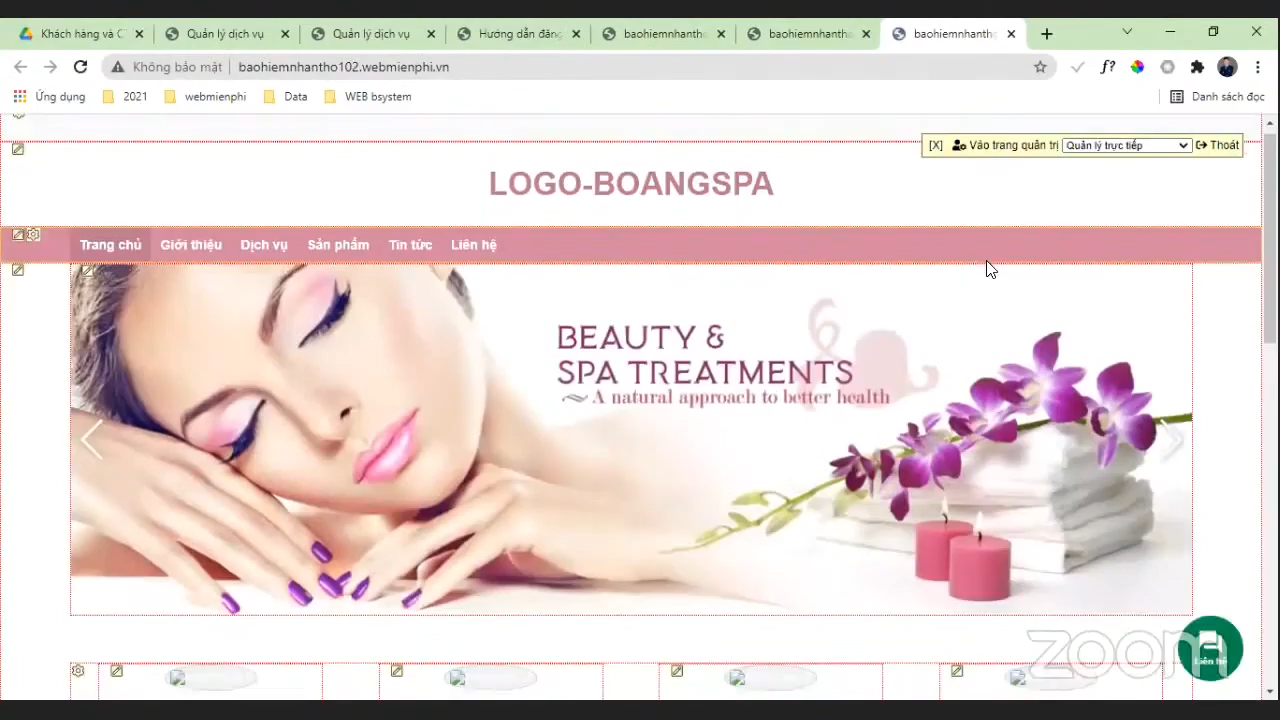 Khách hàng và CT
Quản lý dịch vụ
Quản lý dịch vụ
Hướng dẫn đăng
baohiemnhantho
baohiemnhantho
baohiemnhantho
Không bảo mật
baohiemnhantho102.webmienphi.vn
f?
Ứng dụng
2021
webmienphi
Data
WEB bsystem
Danh sách đọc
[X]
Vào trang quản trị
Quản lý trực tiếp
Thoát
LOGO-BOANGSPA
Trang chủ
Giới thiệu
Dịch vụ
Sản phẩm
Tin tức
Liên hệ
BEAUTY &
SPA TREATMENTS
A natural approach to better health
Liên hệ
zoom